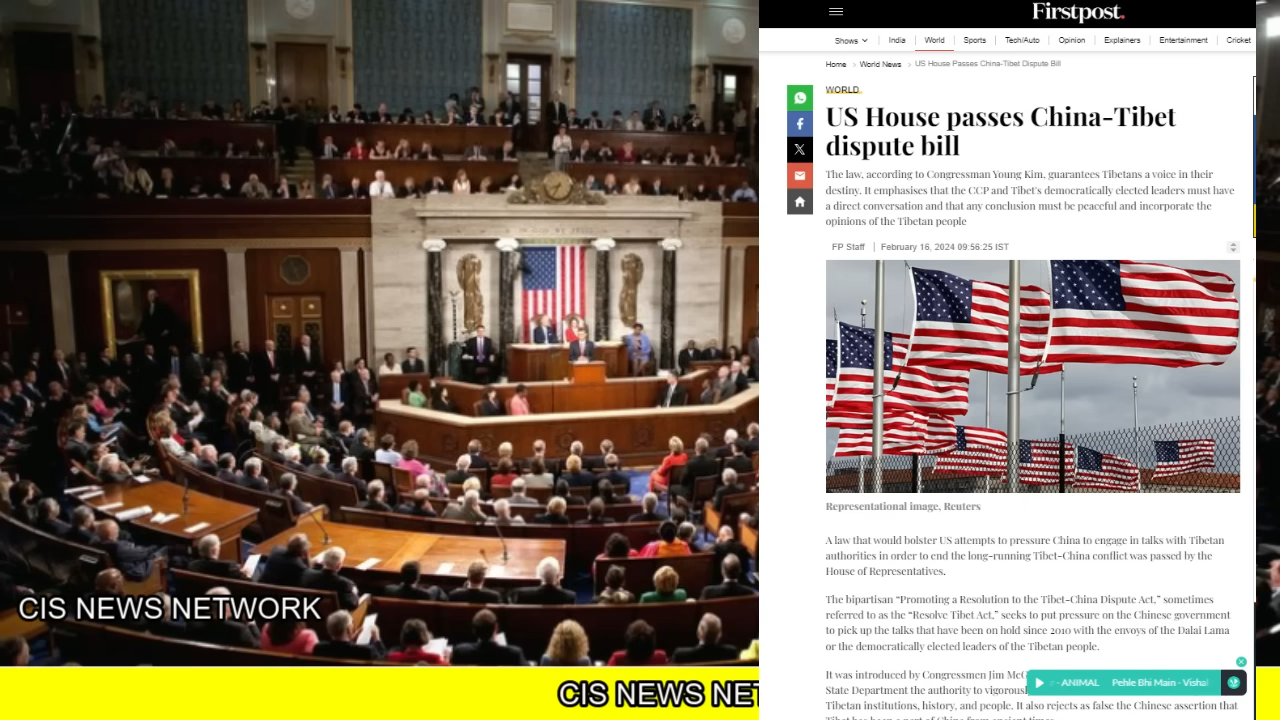 Firstpost.
Shows
India
World
Sports
Tech/Auto
Opinion
Explainers
Entertainment
Cricket
Home > World News > US House Passes China-Tibet Dispute Bill
WORLD
US House passes China-Tibet
dispute bill
The law, according to Congressman Young Kim, guarantees Tibetans a voice in their
destiny. It emphasises that the CCP and Tibet's democratically elected leaders must have
a direct conversation and that any conclusion must be peaceful and incorporate the
opinions of the Tibetan people
FP Staff | February 16, 2024 09:56:25 IST
Representational image, Reuters
A law that would bolster US attempts to pressure China to engage in talks with Tibetan
authorities in order to end the long-running Tibet-China conflict was passed by the
House of Representatives.
The bipartisan “Promoting a Resolution to the Tibet-China Dispute Act,” sometimes
referred to as the “Resolve Tibet Act,” seeks to put pressure on the Chinese government
to pick up the talks that have been on hold since 2010 with the envoys of the Dalai Lama
or the democratically elected leaders of the Tibetan people.
It was introduced by Congressmen Jim
State Department the authority to
Tibetan institutions, history, and people. It also rejects as false the Chinese assertion that
- ANIMAL Pehle Bhi Main - Vishal
CIS NEWS NETWORK
CIS NEWS NET